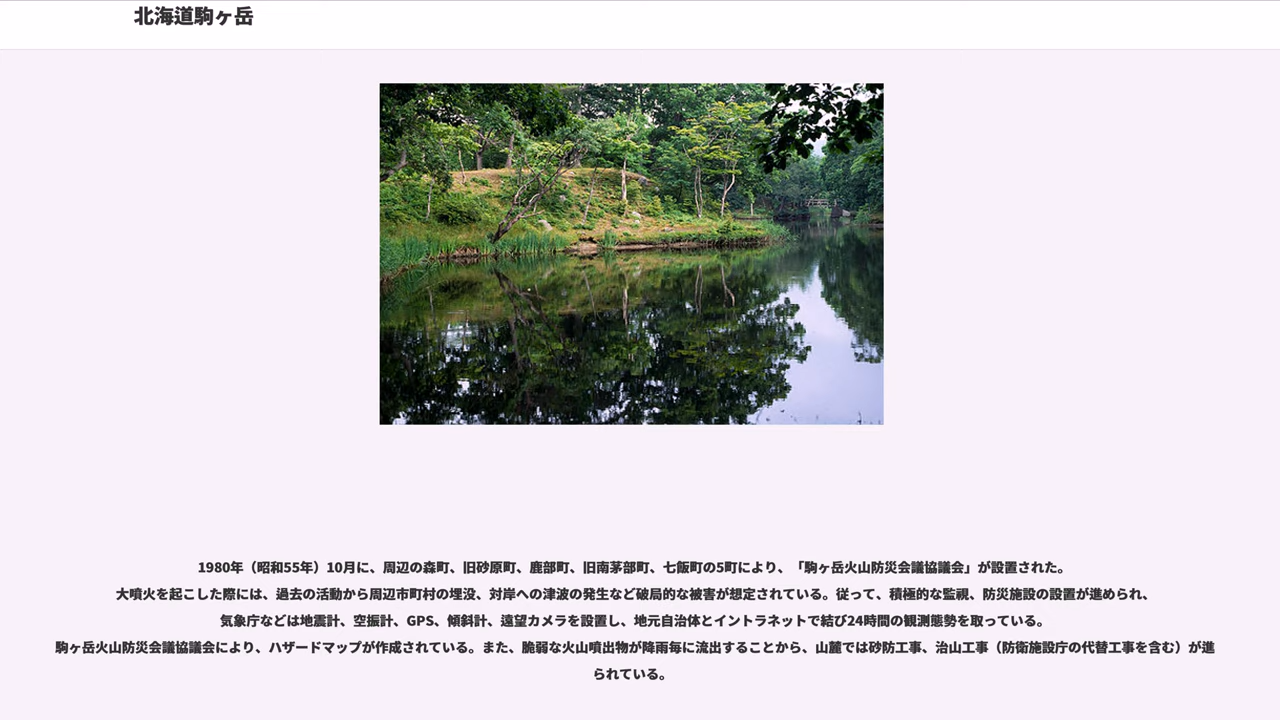 北海道駒ヶ岳
1980年（昭和55年）10月に、周辺の森町、旧砂原町、鹿部町、旧南茅部町、七飯町の5町により、「駒ヶ岳火山防災会議協議会」が設置された。
大噴火を起こした際には、過去の活動から周辺市町村の埋没、対岸への津波の発生など破局的な被害が想定されている。従って、積極的な監視、防災施設の設置が進められ、
気象庁などは地震計、空振計、GPS、傾斜計、遠望カメラを設置し、地元自治体とイントラネットで結び24時間の観測態勢を取っている。
駒ヶ岳火山防災会議協議会により、ハザードマップが作成されている。また、脆弱な火山噴出物が降雨毎に流出することから、山麓では砂防工事、治山工事（防衛施設庁の代替工事を含む）が進
られている。